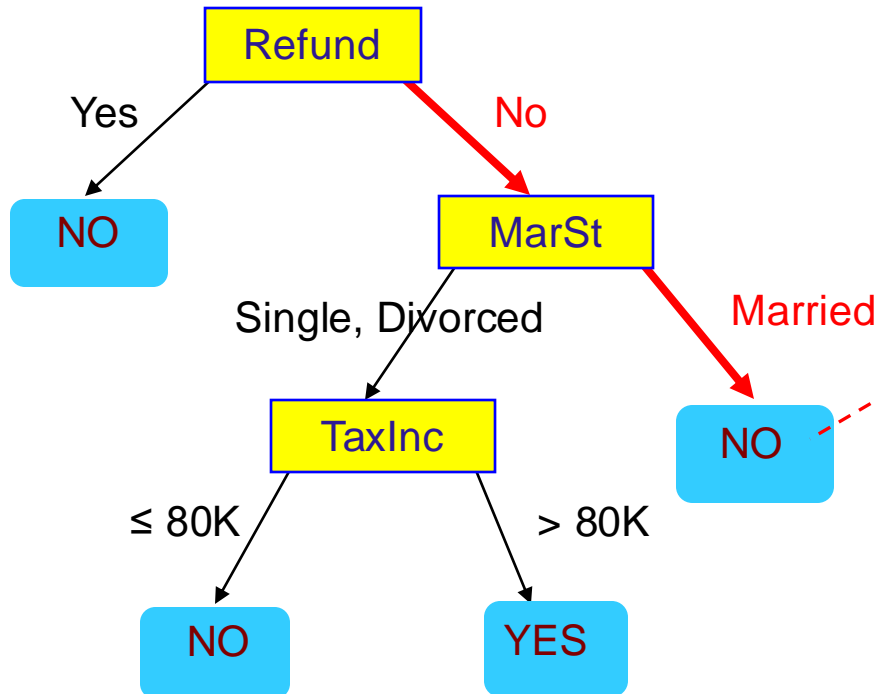 Refund
Yes
No
NO
MarSt
Single, Divorced
Married
TaxInc
NO
≤ 80K
> 80K
NO
YES